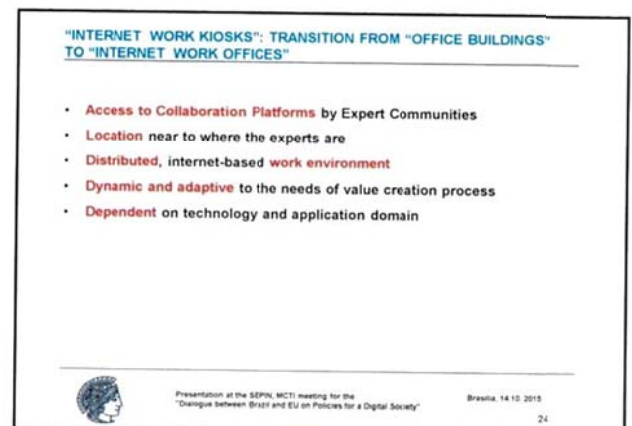 "INTERNET WORK KIOSKS": TRANSITION FROM "OFFICE BUILDINGS"
TO "INTERNET WORK OFFICES"
• Access to Collaboration Platforms by Expert Communities
• Location near to where the experts are
• Distributed, internet-based work environment
• Dynamic and adaptive to the needs of value creation process
• Dependent on technology and application domain
Presentation at the SEPIN, MCTI meeting for the
"Dialogue between Brazil and EU on Policies for a Digital Society"
Brasilia, 14.10. 2015
24